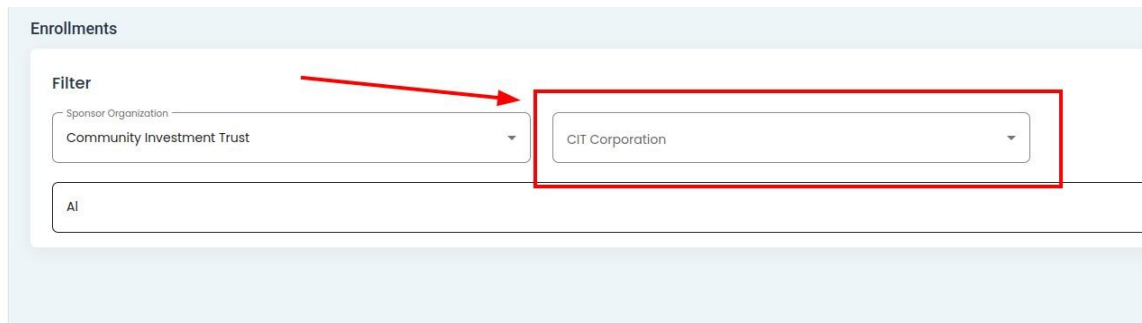 Enrollments
Filter
Sponsor Organization
Community Investment Trust
CIT Corporation
Al